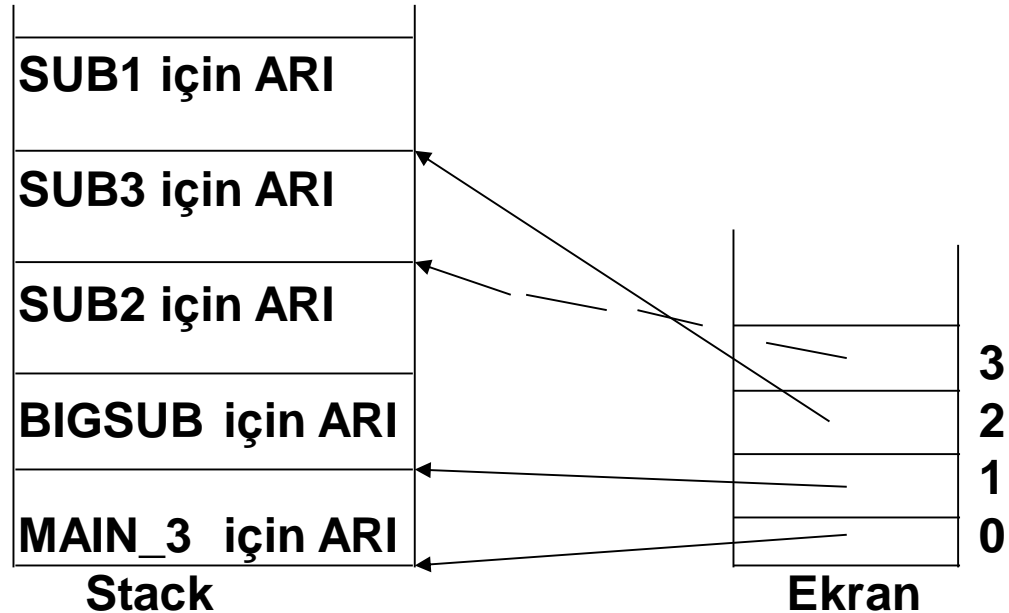 SUB1 için ARI
SUB3 için ARI
SUB2 için ARI
BIGSUB için ARI
MAIN_3 için ARI
Stack
3
2
1
0
Ekran